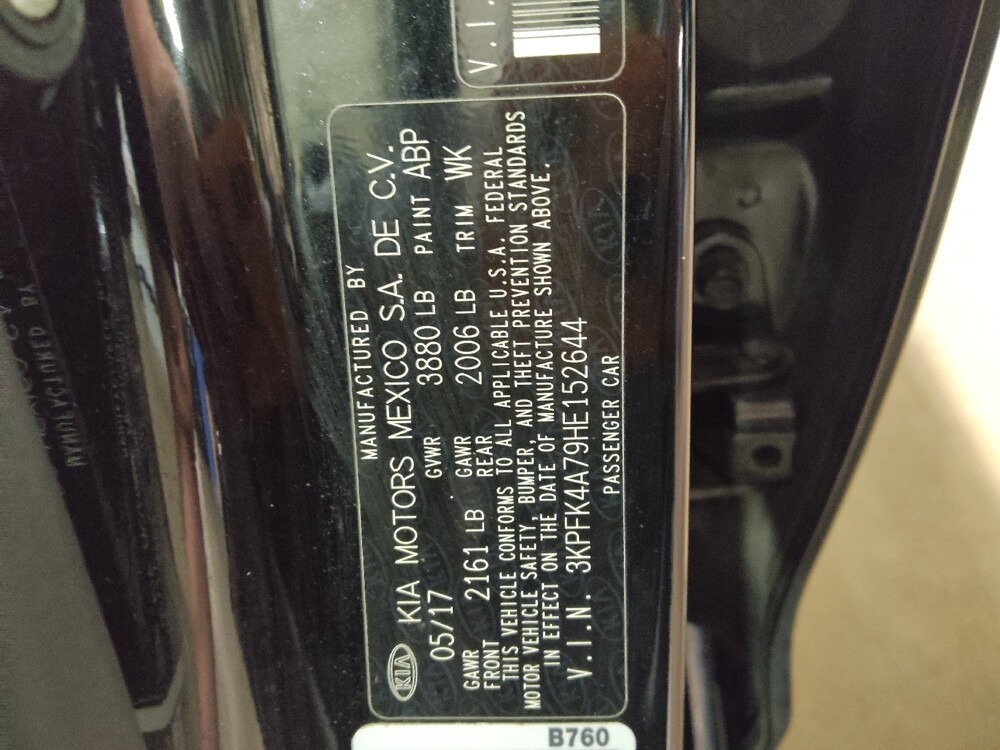 V.I.
MANUFACTURED BY
KIA KIA MOTORS MEXICO S.A. DE C.V.
05/17 GVWR 3880 LB PAINT ABP
GAWR FRONT 2161 LB GAWR REAR 2006 LB TRIM WK
THIS VEHICLE CONFORMS TO ALL APPLICABLE U.S.A. FEDERAL
MOTOR VEHICLE SAFETY, BUMPER, AND THEFT PREVENTION STANDARDS
IN EFFECT ON THE DATE OF MANUFACTURE SHOWN ABOVE.
V.I.N. 3KPFK4A79HE152644
PASSENGER CAR
B760